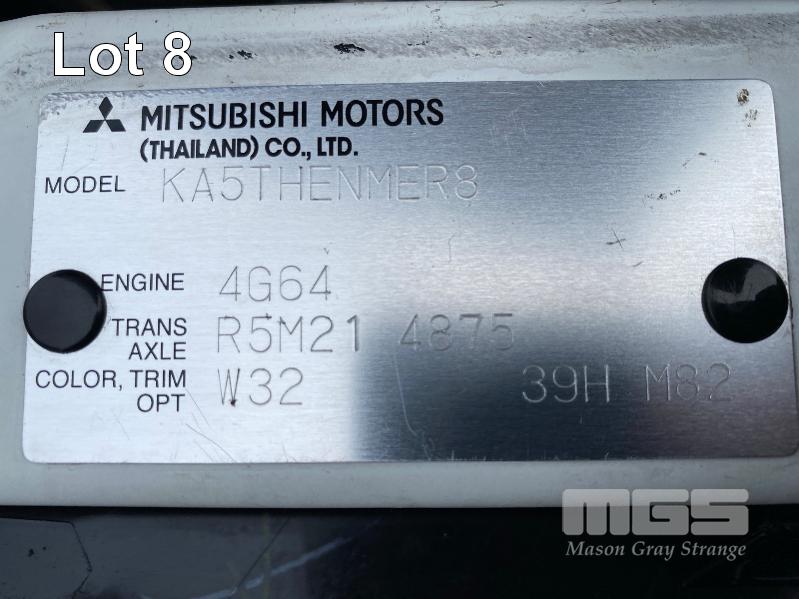 Lot 8
MITSUBISHI MOTORS
(THAILAND) CO., LTD.
MODEL KA5THENMER8
ENGINE 4G64
TRANS AXLE R5M21 4875
COLOR, TRIM OPT W32 39H M82
MGS
Mason Gray Strange